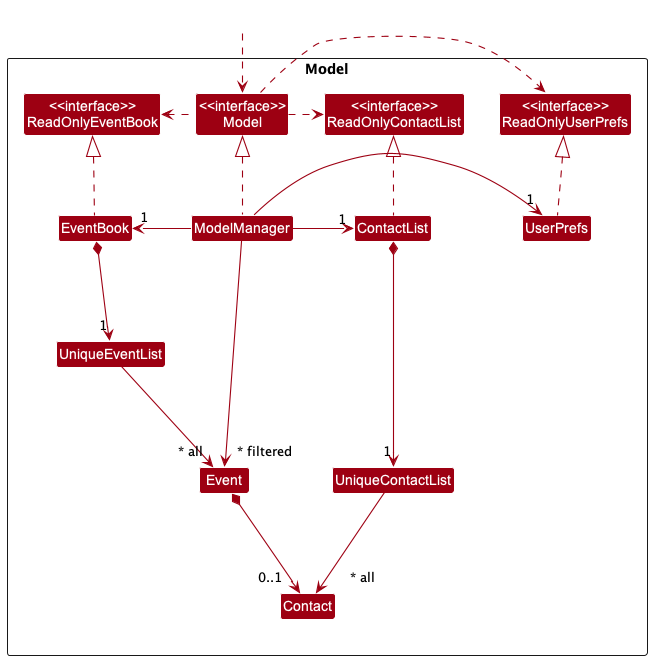 Model
<<interface>>
ReadOnlyEventBook
<<interface>>
Model
<<interface>>
ReadOnlyContactList
<<interface>>
ReadOnlyUserPrefs
EventBook
1
ModelManager
1
ContactList
1
UserPrefs
1
UniqueEventList
* all
* filtered
1
Event
UniqueContactList
0..1
* all
Contact